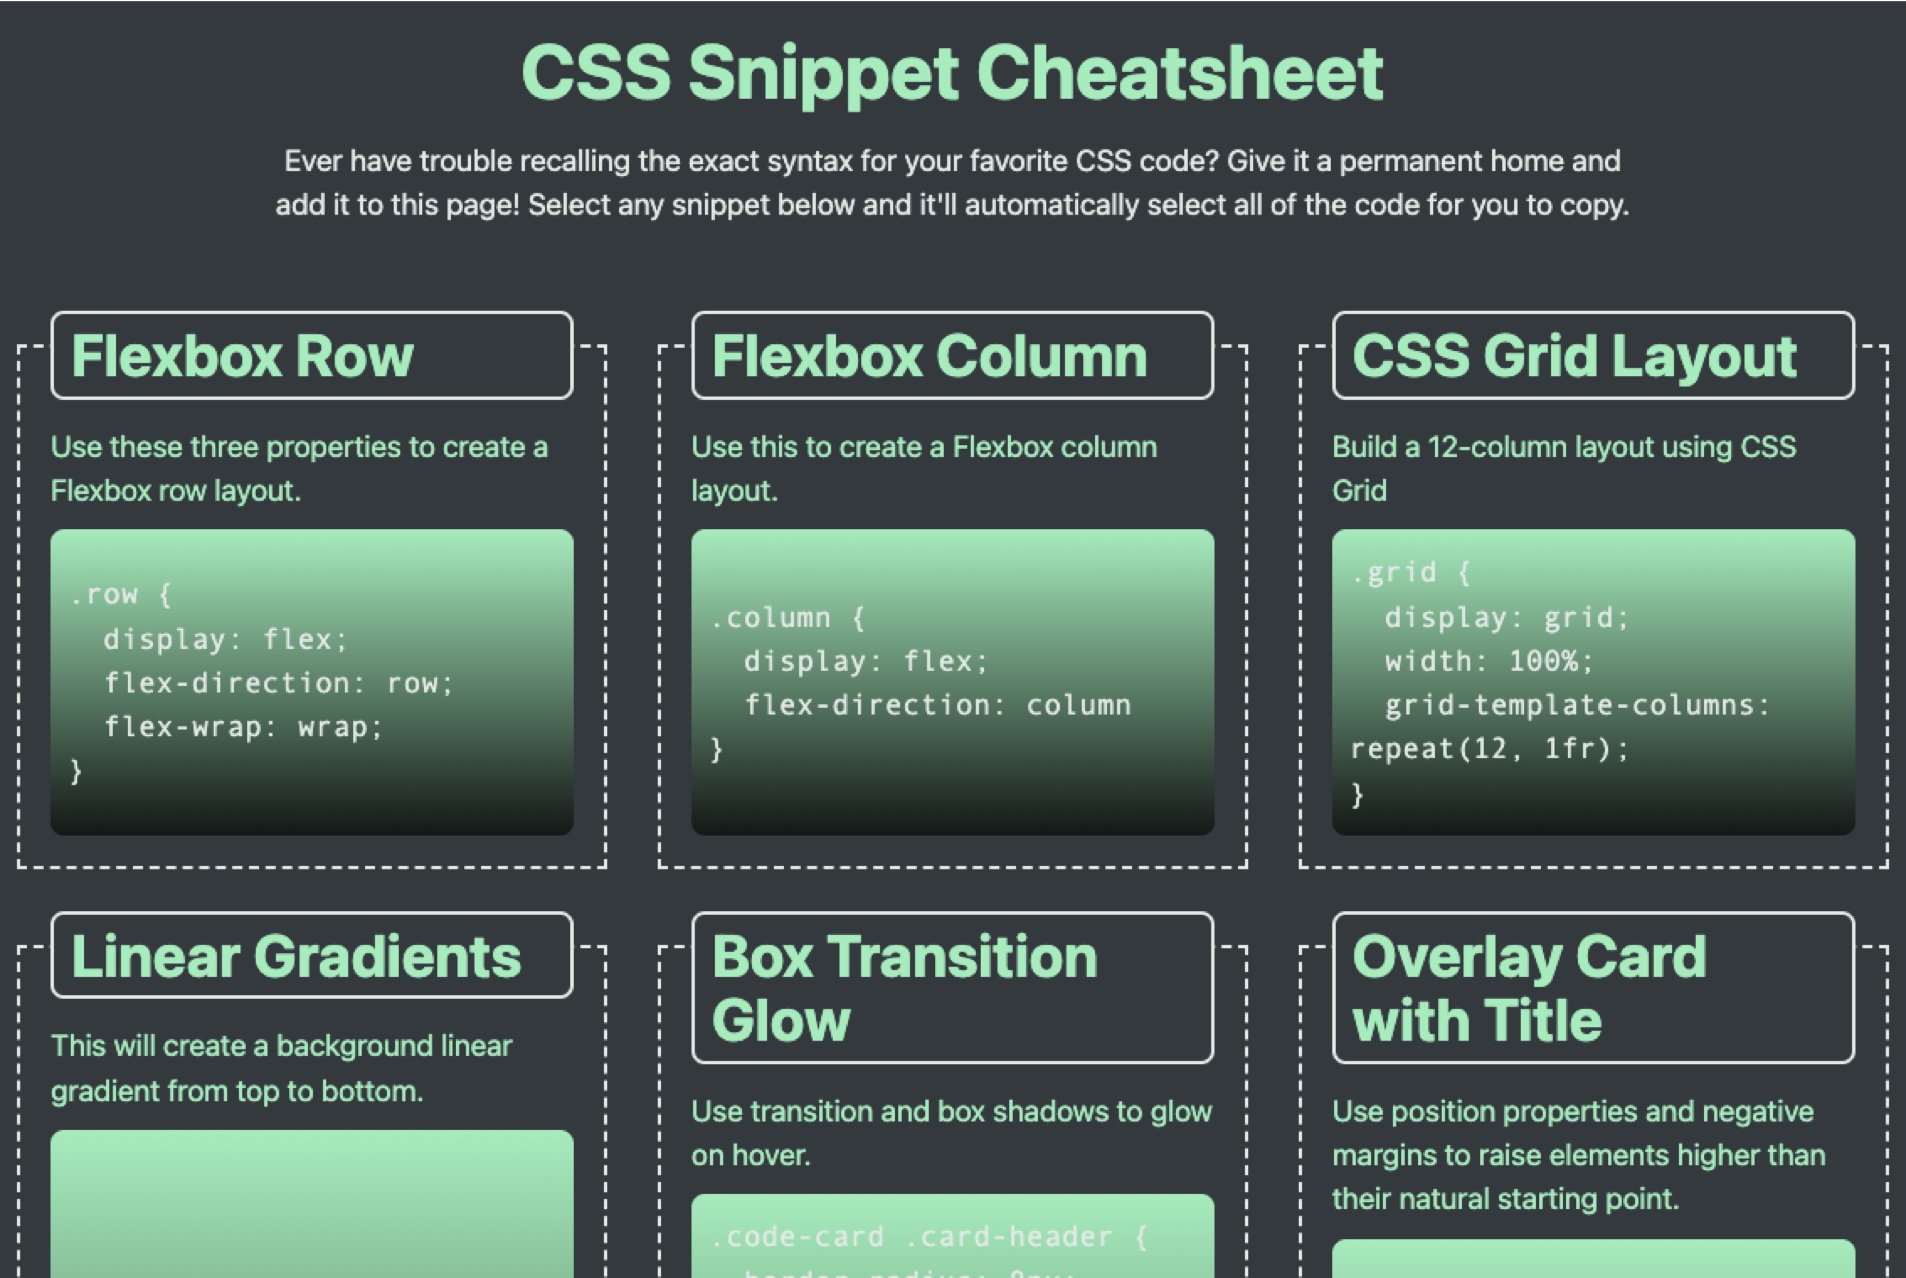 CSS Snippet Cheatsheet
Ever have trouble recalling the exact syntax for your favorite CSS code? Give it a permanent home and
add it to this page! Select any snippet below and it'll automatically select all of the code for you to copy.
Flexbox Row
Use these three properties to create a
Flexbox row layout.
.row {
  display: flex;
  flex-direction: row;
  flex-wrap: wrap;
}
Flexbox Column
Use this to create a Flexbox column
layout.
.column {
  display: flex;
  flex-direction: column
}
CSS Grid Layout
Build a 12-column layout using CSS
Grid
.grid {
  display: grid;
  width: 100%;
  grid-template-columns:
repeat(12, 1fr);
}
Linear Gradients
This will create a background linear
gradient from top to bottom.
Box Transition
Glow
Use transition and box shadows to glow
on hover.
.code-card .card-header {
Overlay Card
with Title
Use position properties and negative
margins to raise elements higher than
their natural starting point.